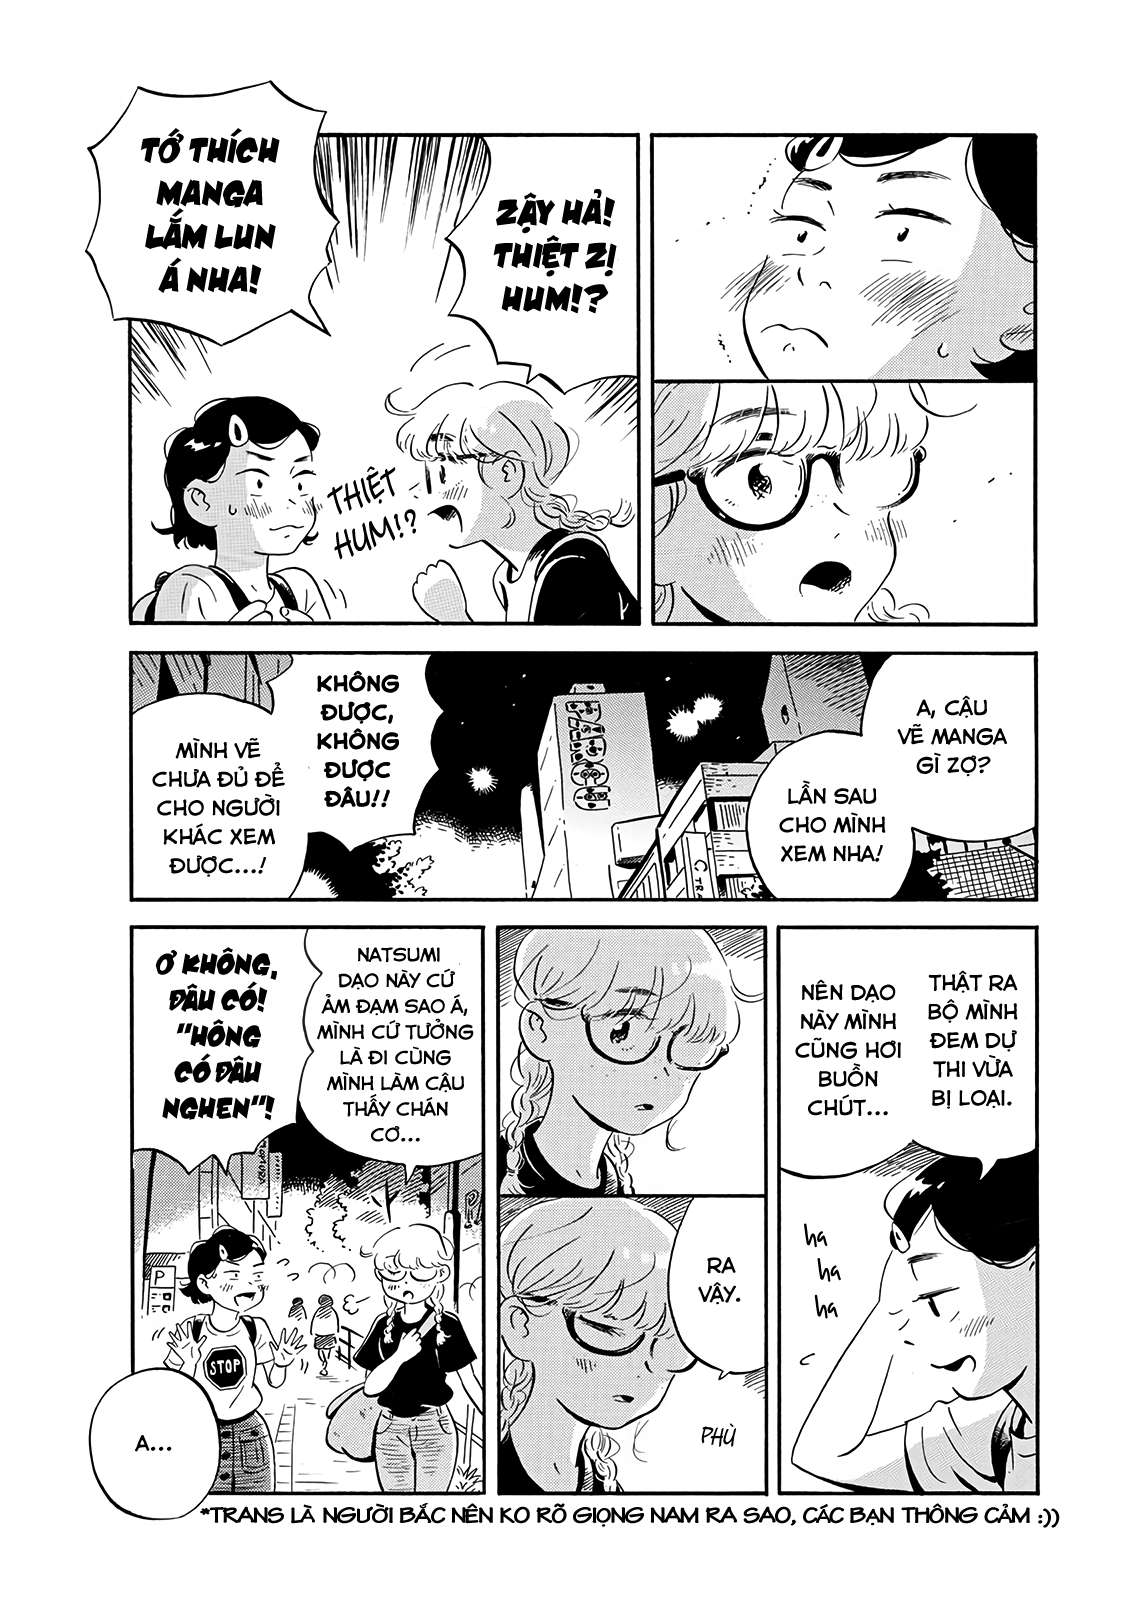 ZẬY HẢ!
THIỆT ZỊ
HUM!?
THIỆT
HUM!?
TỚ THÍCH
MANGA
LẮM LUN
Á NHA!
A, CẬU
VẼ MANGA
GÌ ZỢ?
LẦN SAU
CHO MÌNH
XEM NHA!
PARCO
KHÔNG
ĐƯỢC,
KHÔNG
ĐƯỢC
ĐÂU!!
MÌNH VẼ
CHƯA ĐỦ ĐỂ
CHO NGƯỜI
KHÁC XEM
ĐƯỢC...!
THẬT RA
BỘ MÌNH
ĐEM DỰ
THI VỪA
BỊ LOẠI.
NÊN DẠO
NÀY MÌNH
CŨNG HƠI
BUỒN
CHÚT...
ha
ha
ha
RA
VẬY.
PHÙ
NATSUMI
DẠO NÀY CỨ
ẢM ĐẠM SAO Á,
MÌNH CỨ TƯỞNG
LÀ ĐI CÙNG
MÌNH LÀM CẬU
THẤY CHÁN
CƠ...
Ơ KHÔNG,
ĐÂU CÓ!
"HÔNG
CÓ ĐÂU
NGHEN"!
P
STOP
A...
*TRANS LÀ NGƯỜI BẮC NÊN KO RÕ GIỌNG NAM RA SAO, CÁC BẠN THÔNG CẢM :))